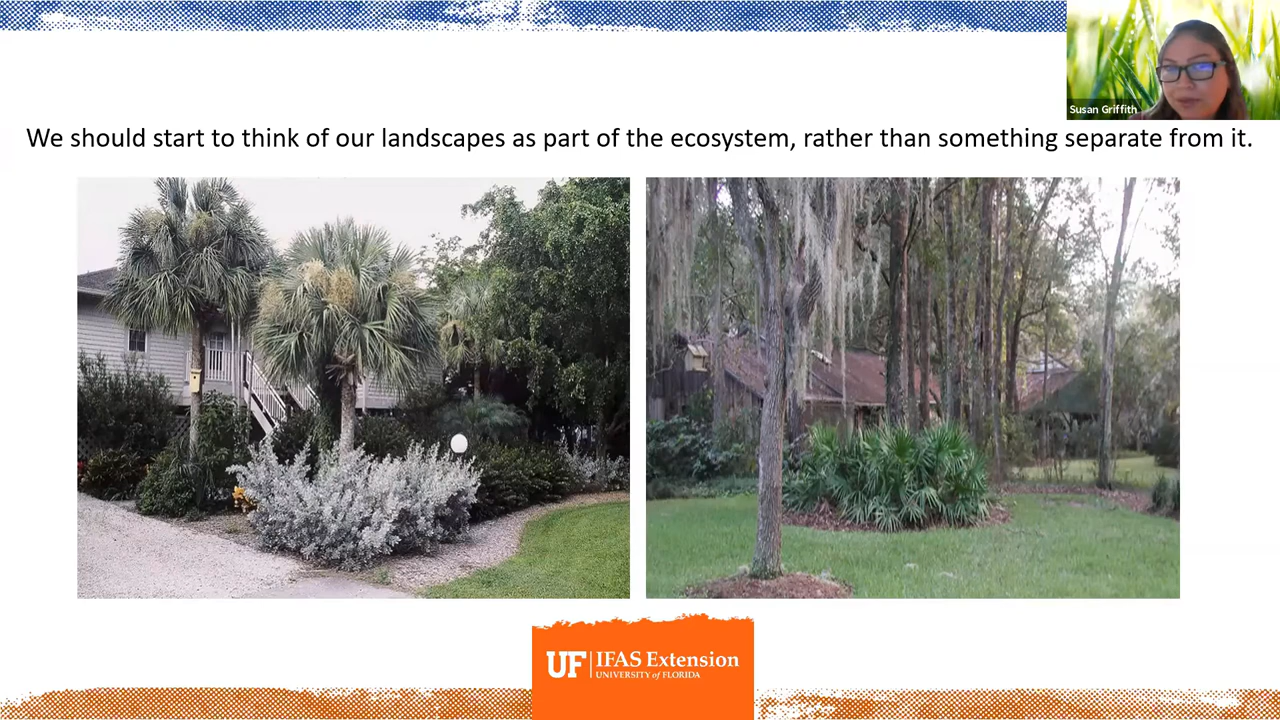 Susan Griffith
We should start to think of our landscapes as part of the ecosystem, rather than something separate from it.
UF IFAS Extension
UNIVERSITY of FLORIDA